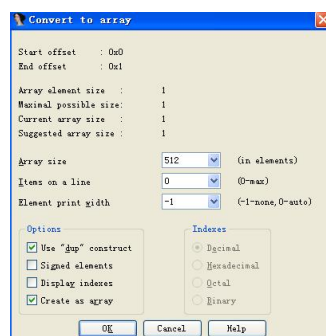 Convert to array
Start offset : 0x0
End offset : 0x1
Array element size : 1
Maximal possible size: 1
Current array size : 1
Suggested array size : 1
Array size 512 (in elements)
Items on a line 0 (0-max)
Element print width -1 (-1-none,0-auto)
Options
Use "dup" construct
Signed elements
Display indexes
Create as array
Indexes
Decimal
Hexadecimal
Octal
Binary
OK Cancel Help